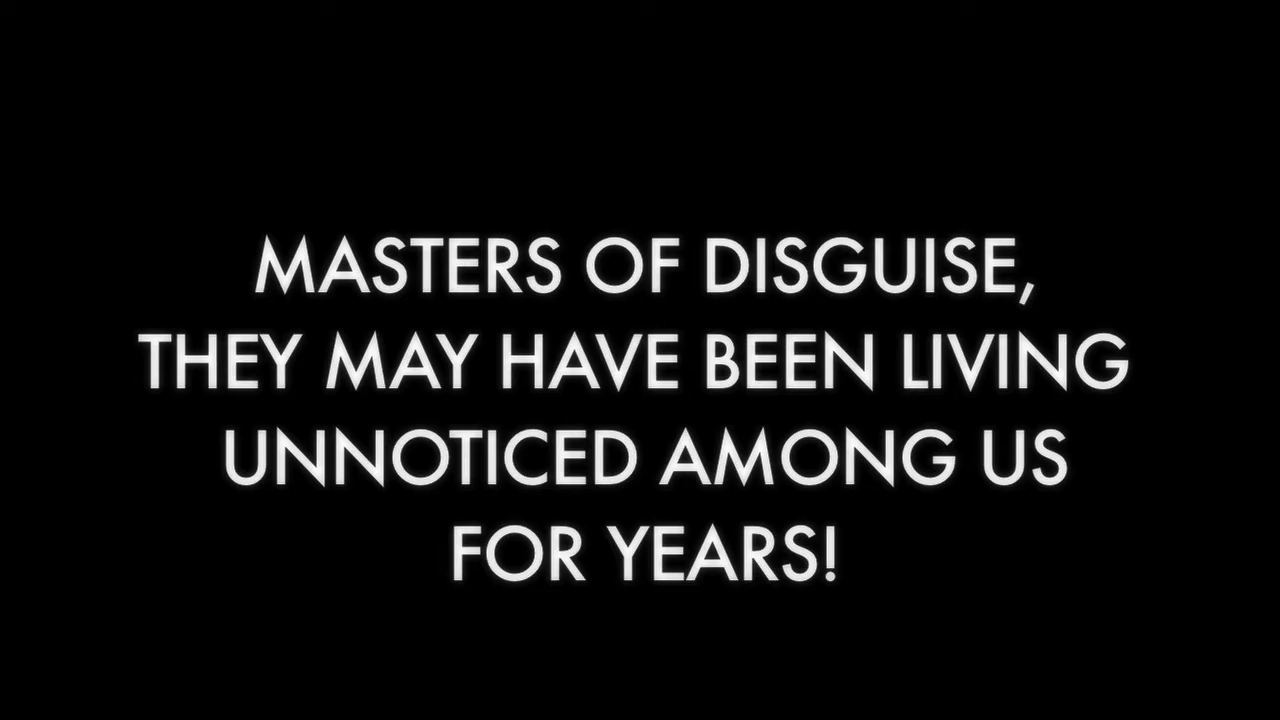 MASTERS OF DISGUISE,
THEY MAY HAVE BEEN LIVING
UNNOTICED AMONG US
FOR YEARS!